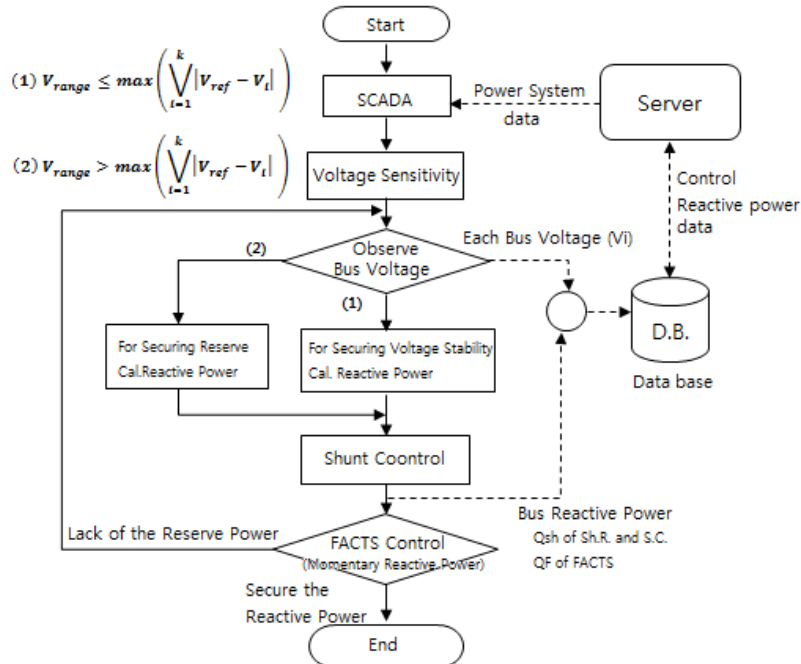 Start
(1) V_range ≤ max(⋁_{i=1}^{k}|V_ref − V_i|)
SCADA
Power System
data
Server
(2) V_range > max(⋁_{i=1}^{k}|V_ref − V_i|)
Voltage Sensitivity
Control
Reactive power
data
Observe
Bus Voltage
Each Bus Voltage (Vi)
(2)
(1)
D.B.
Data base
For Securing Reserve
Cal.Reactive Power
For Securing Voltage Stability
Cal. Reactive Power
Shunt Coontrol
Bus Reactive Power
Qsh of Sh.R. and S.C.
QF of FACTS
Lack of the Reserve Power
FACTS Control
(Momentary Reactive Power)
Secure the
Reactive Power
End